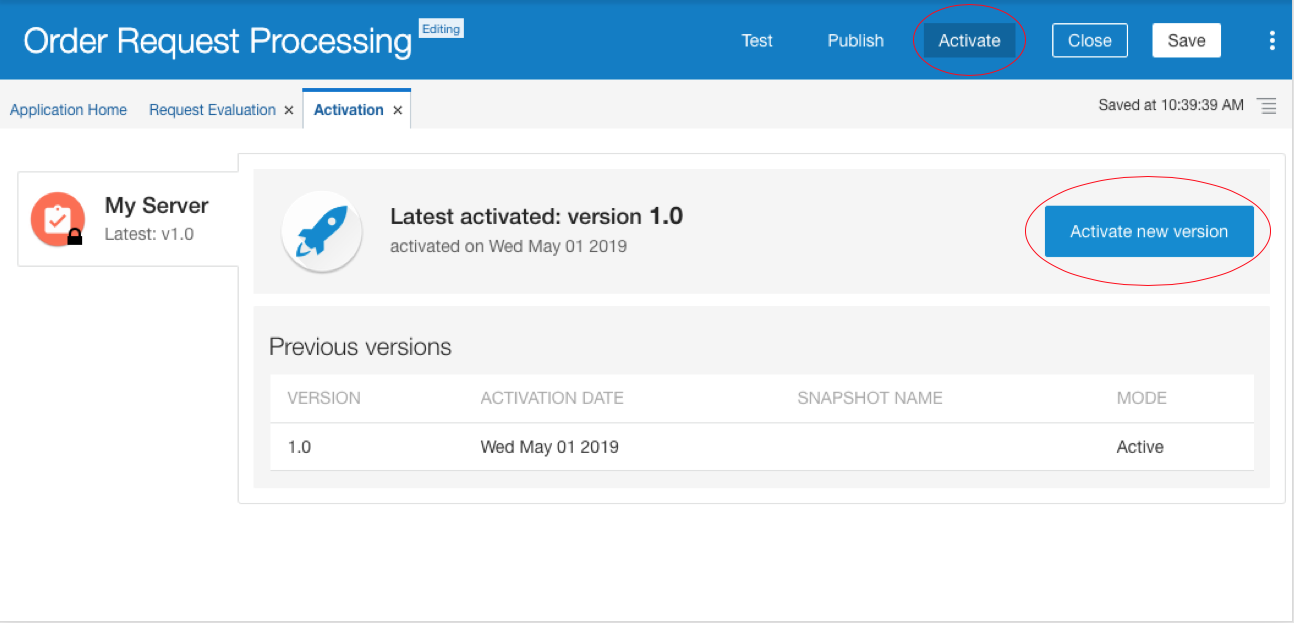 Order Request Processing Editing Test Publish Activate Close Save
Application Home Request Evaluation × Activation × Saved at 10:39:39 AM
My Server
Latest: v1.0
Latest activated: version 1.0
activated on Wed May 01 2019
Activate new version
Previous versions
VERSION ACTIVATION DATE SNAPSHOT NAME MODE
1.0 Wed May 01 2019 Active